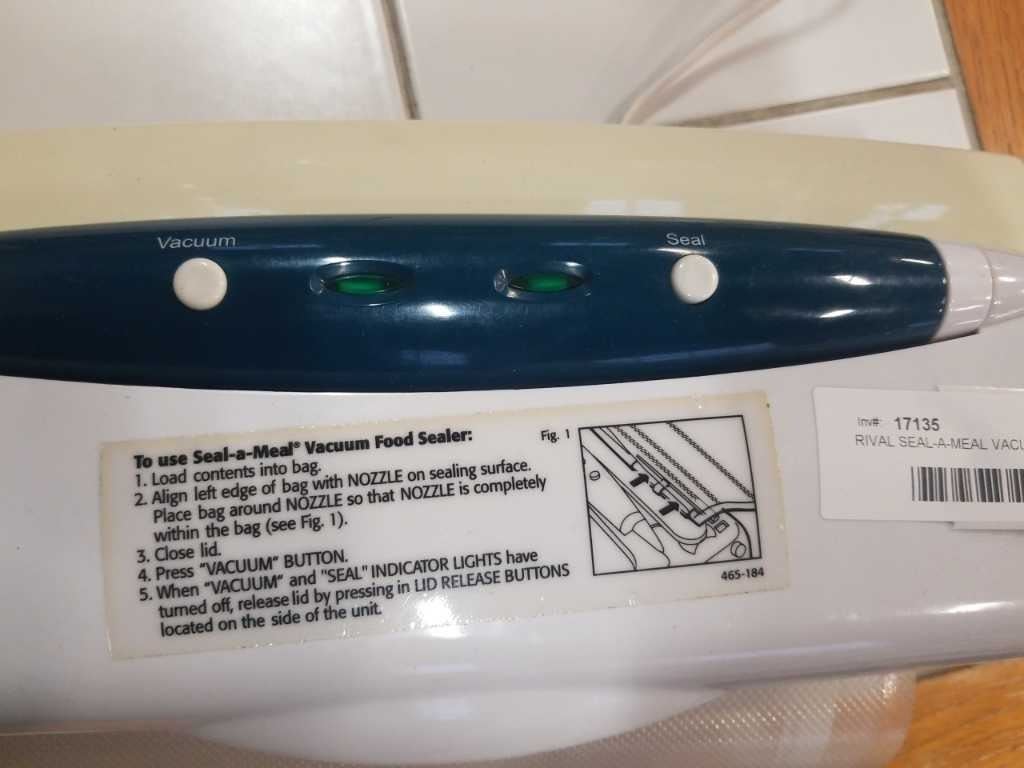 Vacuum
Seal
To use Seal-a-Meal® Vacuum Food Sealer:
1. Load contents into bag.
2. Align left edge of bag with NOZZLE on sealing surface.
Place bag around NOZZLE so that NOZZLE is completely
within the bag (see Fig. 1).
3. Close lid.
4. Press "VACUUM" BUTTON.
5. When "VACUUM" and "SEAL" INDICATOR LIGHTS have
turned off, release lid by pressing in LID RELEASE BUTTONS
located on the side of the unit.
Fig. 1
465-184
Inv#: 17135
RIVAL SEAL-A-MEAL